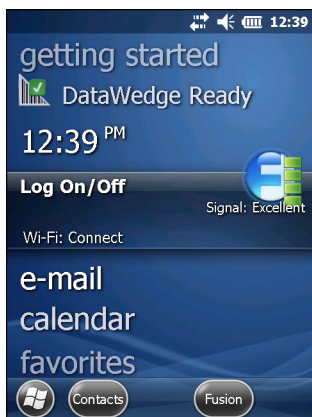 12:39
getting started
DataWedge Ready
12:39 PM
Log On/Off
Signal: Excellent
Wi-Fi: Connect
e-mail
calendar
favorites
Contacts Fusion